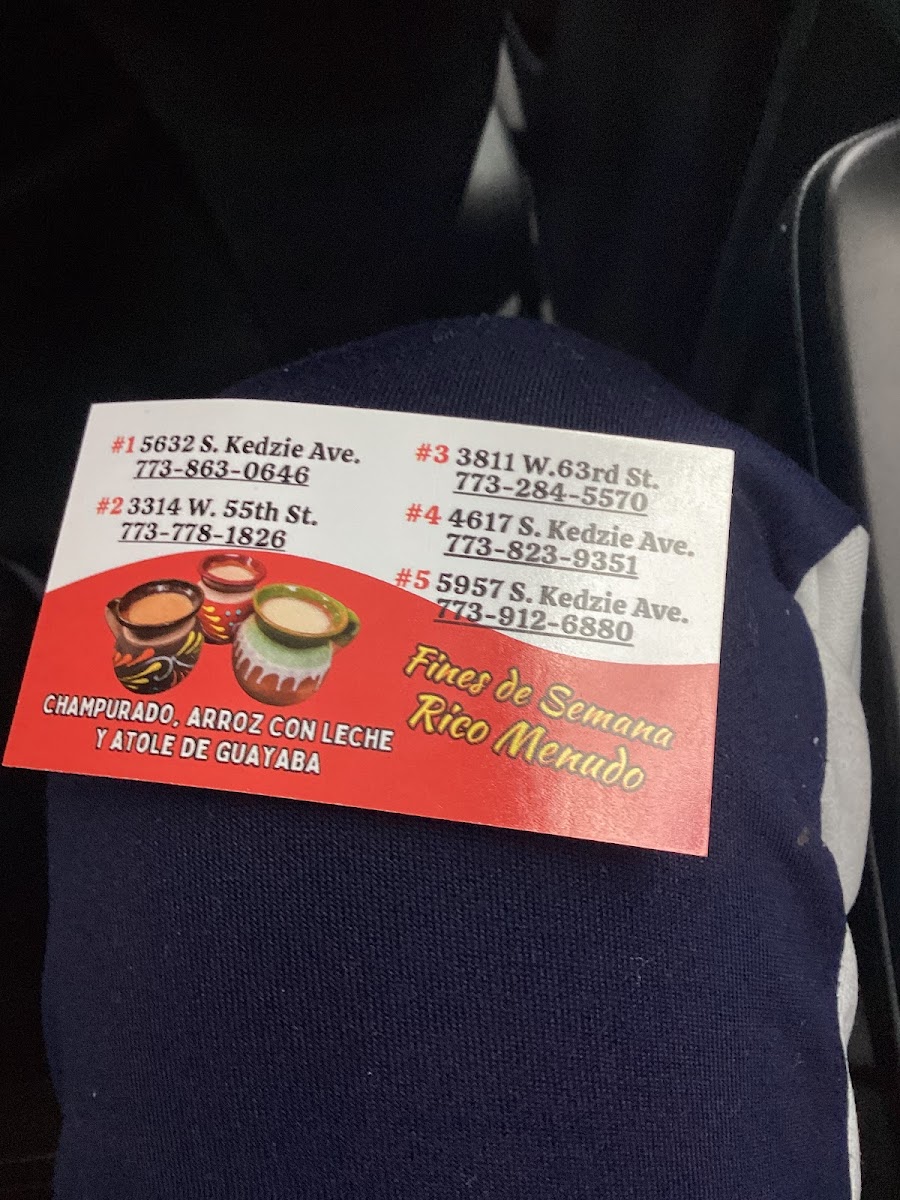 #1 5632 S. Kedzie Ave.
773-863-0646
#2 3314 W. 55th St.
773-778-1826
#3 3811 W.63rd St.
773-284-5570
#4 4617 S. Kedzie Ave.
773-823-9351
#5 5957 S. Kedzie Ave.
773-912-6880
CHAMPURADO, ARROZ CON LECHE
Y ATOLE DE GUAYABA
Fines de Semana
Rico Menudo